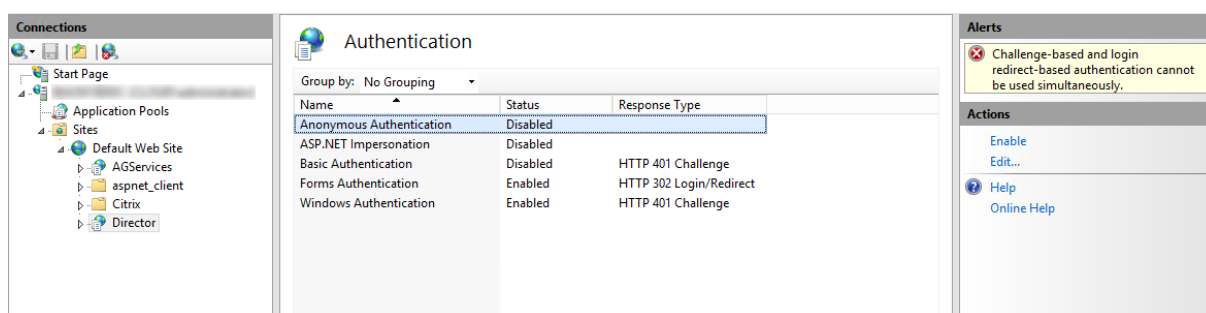 Connections
Start Page
Application Pools
Sites
Default Web Site
AGServices
aspnet_client
Citrix
Director
Authentication
Group by: No Grouping
Name Status Response Type
Anonymous Authentication Disabled
ASP.NET Impersonation Disabled
Basic Authentication Disabled HTTP 401 Challenge
Forms Authentication Enabled HTTP 302 Login/Redirect
Windows Authentication Enabled HTTP 401 Challenge
Alerts
Challenge-based and login
redirect-based authentication cannot
be used simultaneously.
Actions
Enable
Edit...
Help
Online Help